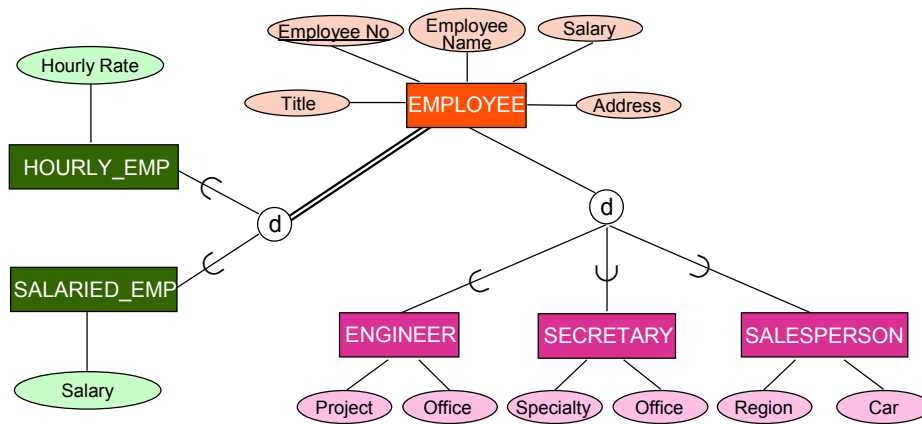 Employee No
Employee
Name
Salary
Hourly Rate
Title
EMPLOYEE
Address
HOURLY_EMP
d
d
SALARIED_EMP
ENGINEER
SECRETARY
SALESPERSON
Salary
Project
Office
Specialty
Office
Region
Car